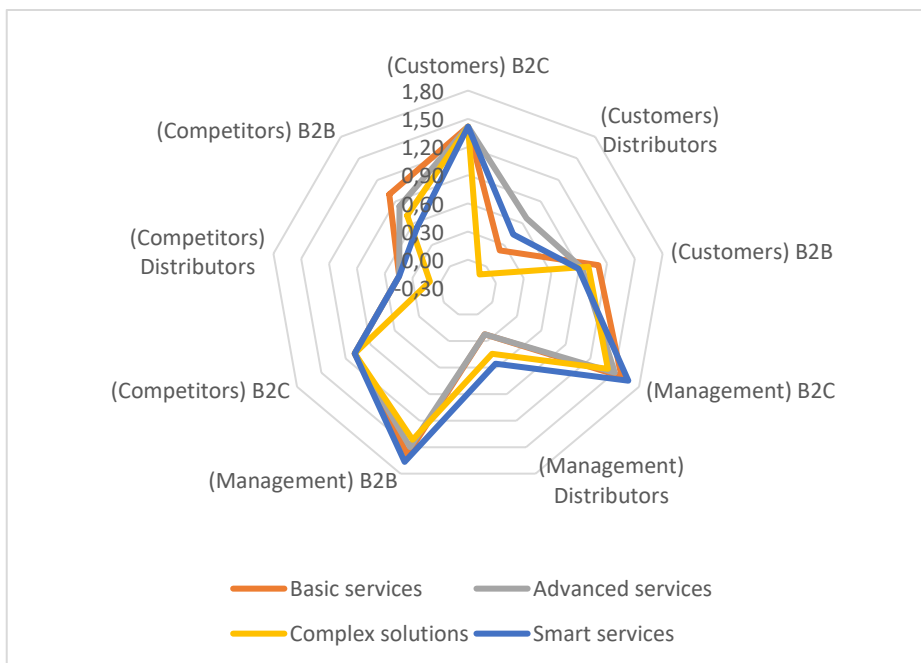 (Customers) B2C
1,80
1,50
1,20
0,90
0,60
0,30
0,00
-0,30
(Customers)
Distributors
(Customers) B2B
(Management) B2C
(Management)
Distributors
(Management) B2B
(Competitors) B2C
(Competitors)
Distributors
(Competitors) B2B
Basic services
Advanced services
Complex solutions
Smart services